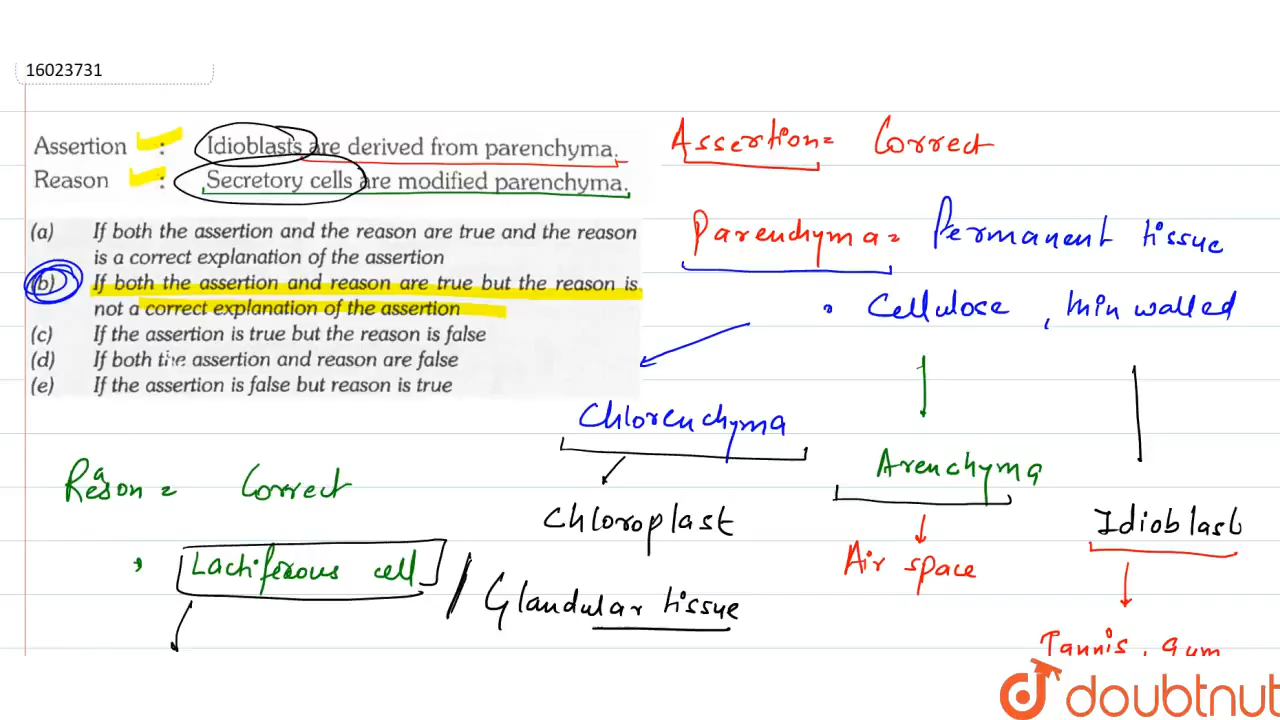 16023731
Assertion : Idioblasts are derived from parenchyma.
Reason : Secretory cells are modified parenchyma.
(a) If both the assertion and the reason are true and the reason
is a correct explanation of the assertion
(b) If both the assertion and reason are true but the reason is
not a correct explanation of the assertion
(c) If the assertion is true but the reason is false
(d) If both the assertion and reason are false
(e) If the assertion is false but reason is true
Assertion = Correct
Parenchyma = Permanent tissue
Cellulose, thin walled
Chlorenchyma
Chloroplast
Arenchyma
Air space
Idioblast
Tannis, gum
Reason = Correct
Lactiferous cell / Glandular tissue
doubtnut